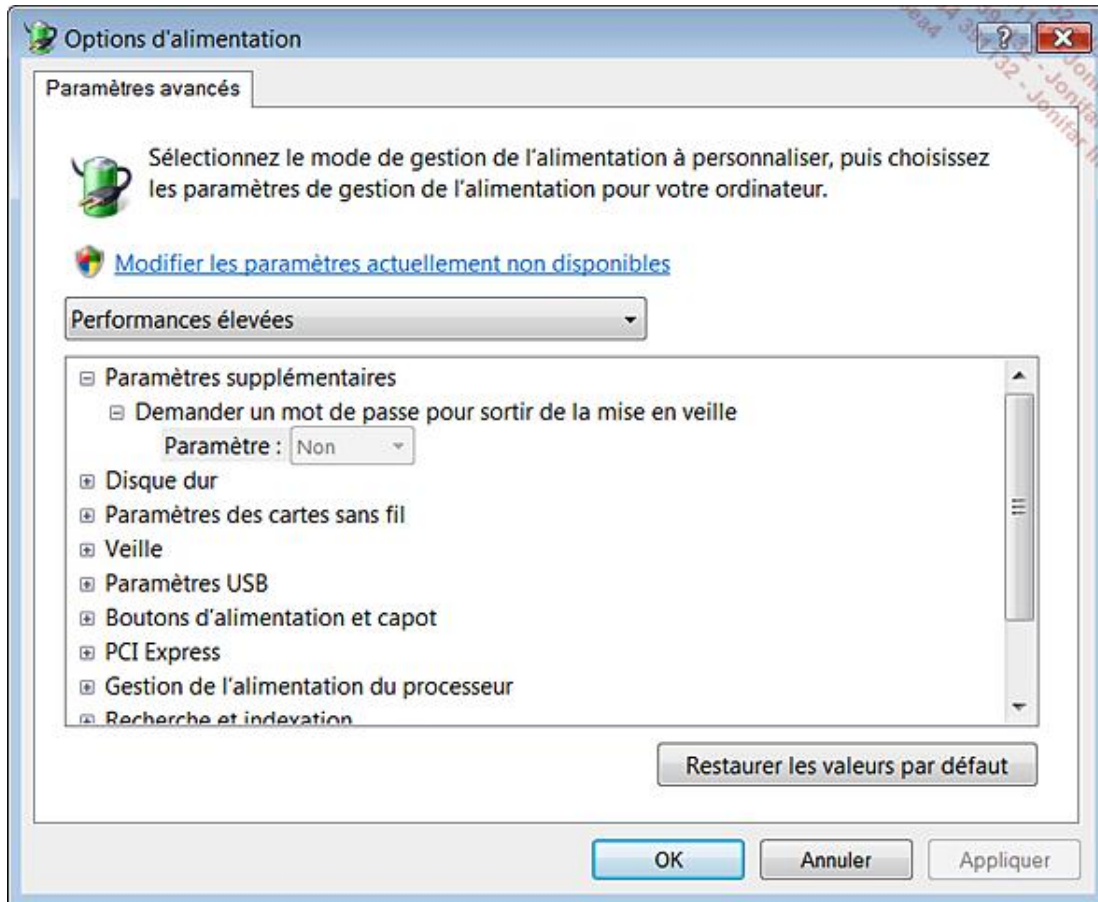 Options d'alimentation
Paramètres avancés
Sélectionnez le mode de gestion de l'alimentation à personnaliser, puis choisissez
les paramètres de gestion de l'alimentation pour votre ordinateur.
Modifier les paramètres actuellement non disponibles
Performances élevées
Paramètres supplémentaires
Demander un mot de passe pour sortir de la mise en veille
Paramètre : Non
Disque dur
Paramètres des cartes sans fil
Veille
Paramètres USB
Boutons d'alimentation et capot
PCI Express
Gestion de l'alimentation du processeur
Recherche et indexation
Restaurer les valeurs par défaut
OK Annuler Appliquer